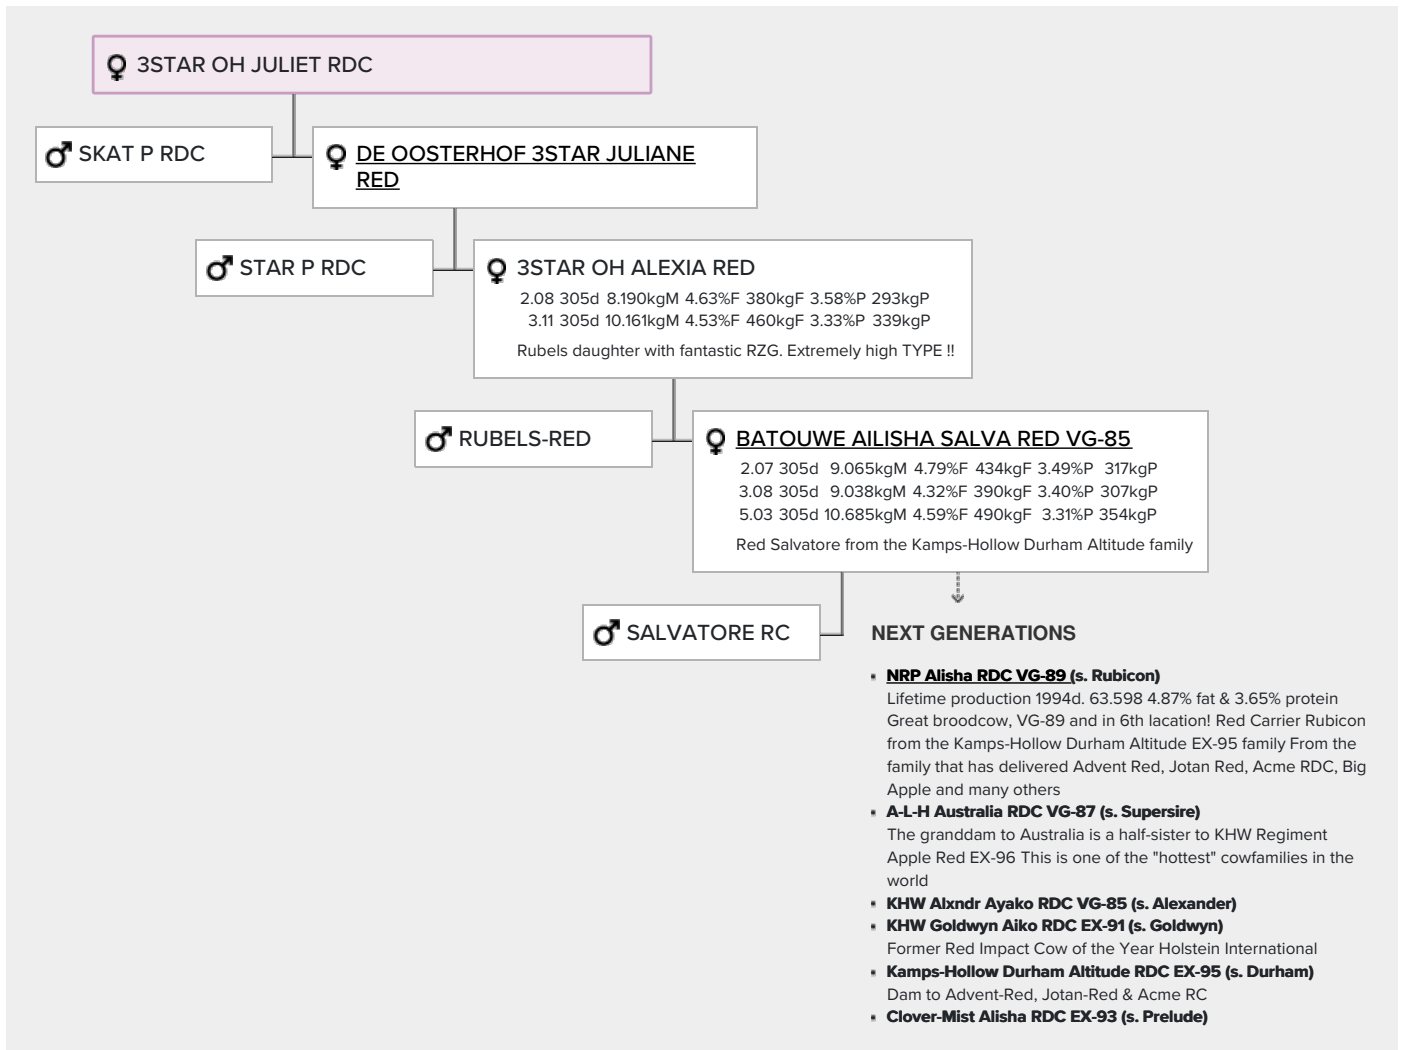 3STAR OH JULIET RDC
SKAT P RDC
DE OOSTERHOF 3STAR JULIANE
RED
STAR P RDC
3STAR OH ALEXIA RED
2.08 305d 8.190kgM 4.63%F 380kgF 3.58%P 293kgP
3.11 305d 10.161kgM 4.53%F 460kgF 3.33%P 339kgP
Rubels daughter with fantastic RZG. Extremely high TYPE !!
RUBELS-RED
BATOUWE AILISHA SALVA RED VG-85
2.07 305d 9.065kgM 4.79%F 434kgF 3.49%P 317kgP
3.08 305d 9.038kgM 4.32%F 390kgF 3.40%P 307kgP
5.03 305d 10.685kgM 4.59%F 490kgF 3.31%P 354kgP
Red Salvatore from the Kamps-Hollow Durham Altitude family
SALVATORE RC
NEXT GENERATIONS
NRP Alisha RDC VG-89 (s. Rubicon)
Lifetime production 1994d. 63.598 4.87% fat & 3.65% protein
Great broodcow, VG-89 and in 6th lacation! Red Carrier Rubicon
from the Kamps-Hollow Durham Altitude EX-95 family From the
family that has delivered Advent Red, Jotan Red, Acme RDC, Big
Apple and many others
A-L-H Australia RDC VG-87 (s. Supersire)
The granddam to Australia is a half-sister to KHW Regiment
Apple Red EX-96 This is one of the "hottest" cowfamilies in the
world
KHW Alxndr Ayako RDC VG-85 (s. Alexander)
KHW Goldwyn Aiko RDC EX-91 (s. Goldwyn)
Former Red Impact Cow of the Year Holstein International
Kamps-Hollow Durham Altitude RDC EX-95 (s. Durham)
Dam to Advent-Red, Jotan-Red & Acme RC
Clover-Mist Alisha RDC EX-93 (s. Prelude)